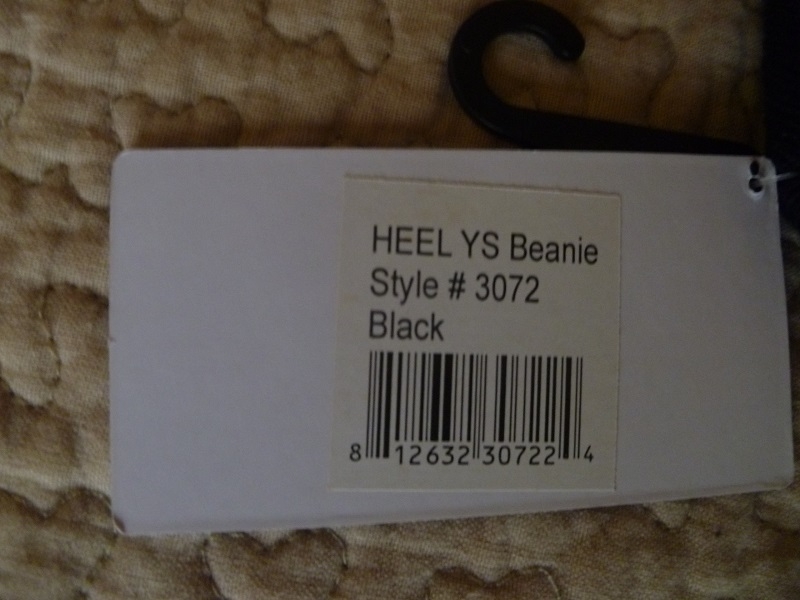 HEEL YS Beanie
Style # 3072
Black
8 12632 30722 4